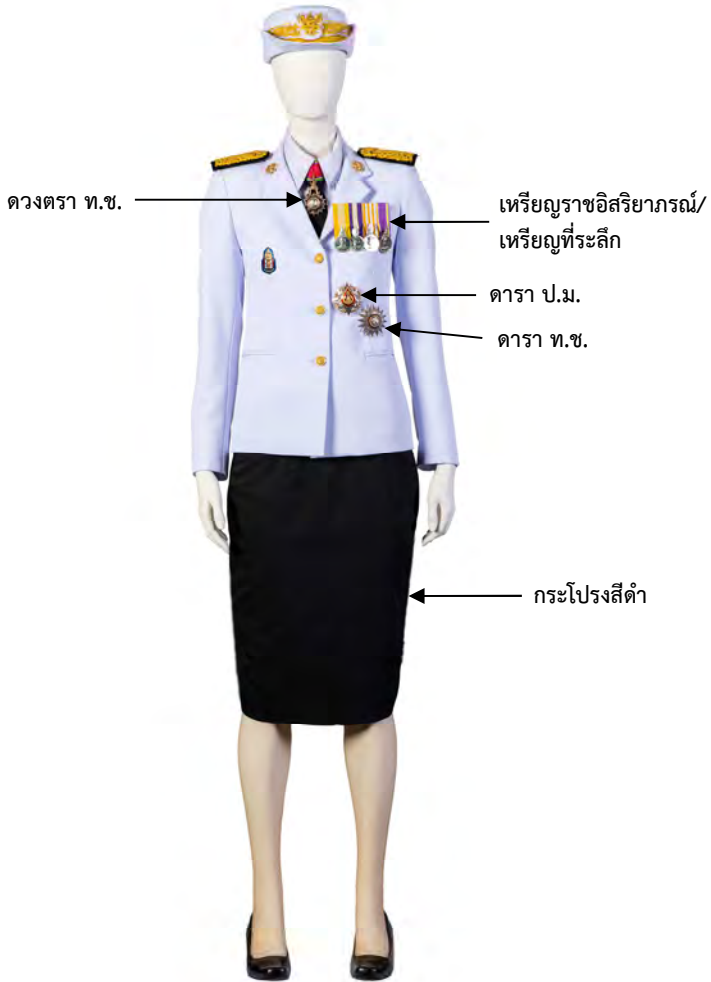 ดวงตรา ท.ช.
เหรียญราชอิสริยาภรณ์/
เหรียญที่ระลึก
ดารา ป.ม.
ดารา ท.ช.
กระโปรงสีดำ